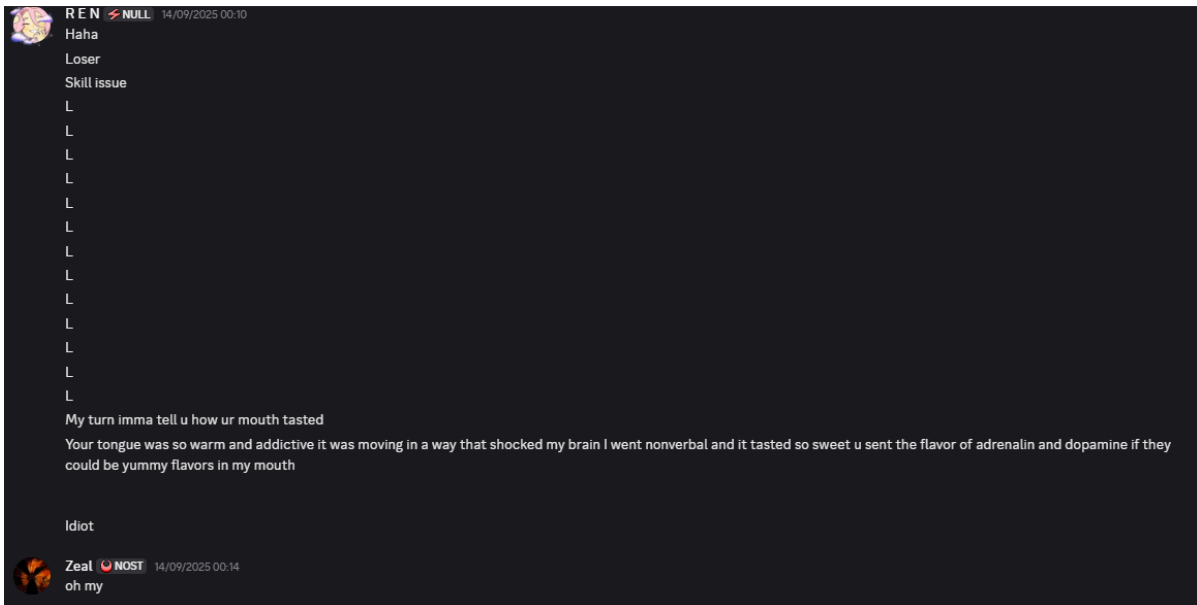 R E N NULL 14/09/2025 00:10
Haha
Loser
Skill issue
L
L
L
L
L
L
L
L
L
L
L
L
L
My turn imma tell u how ur mouth tasted
Your tongue was so warm and addictive it was moving in a way that shocked my brain I went nonverbal and it tasted so sweet u sent the flavor of adrenalin and dopamine if they
could be yummy flavors in my mouth
Idiot
Zeal NOST 14/09/2025 00:14
oh my